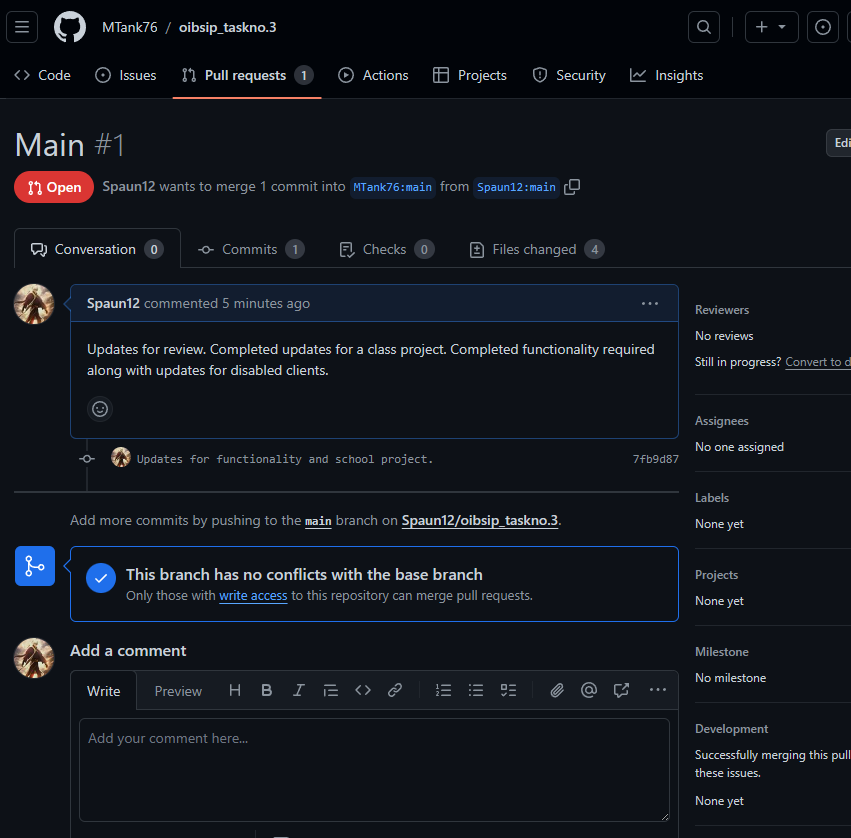 MTank76 / oibsip_taskno.3
Code Issues Pull requests 1 Actions Projects Security Insights
Main #1
Open Spaun12 wants to merge 1 commit into MTank76:main from Spaun12:main
Conversation 0 Commits 1 Checks 0 Files changed 4
Spaun12 commented 5 minutes ago
Updates for review. Completed updates for a class project. Completed functionality required
along with updates for disabled clients.
Updates for functionality and school project. 7fb9d87
Add more commits by pushing to the main branch on Spaun12/oibsip_taskno.3.
This branch has no conflicts with the base branch
Only those with write access to this repository can merge pull requests.
Add a comment
Write Preview
Add your comment here...
Reviewers
No reviews
Still in progress? Convert to
Assignees
No one assigned
Labels
None yet
Projects
None yet
Milestone
No milestone
Development
Successfully merging this pull
these issues.
None yet